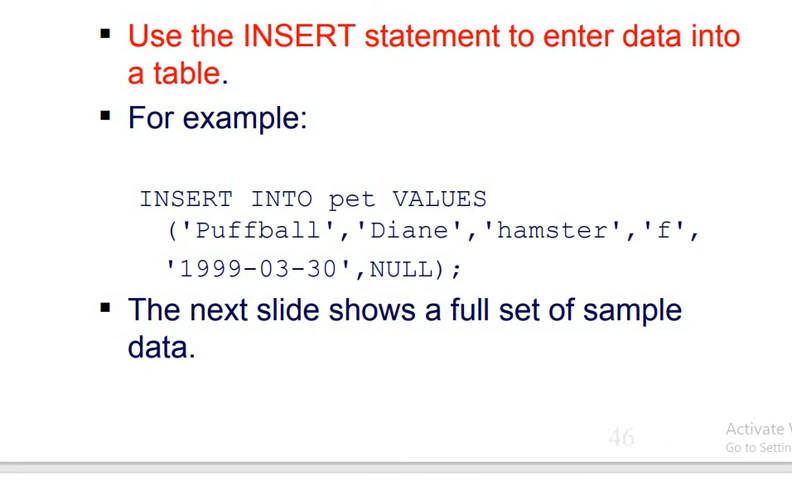 ▪ Use the INSERT statement to enter data into
a table.
▪ For example:
INSERT INTO pet VALUES
('Puffball','Diane','hamster','f',
'1999-03-30',NULL);
▪ The next slide shows a full set of sample
data.
46
Activate
Go to Settin